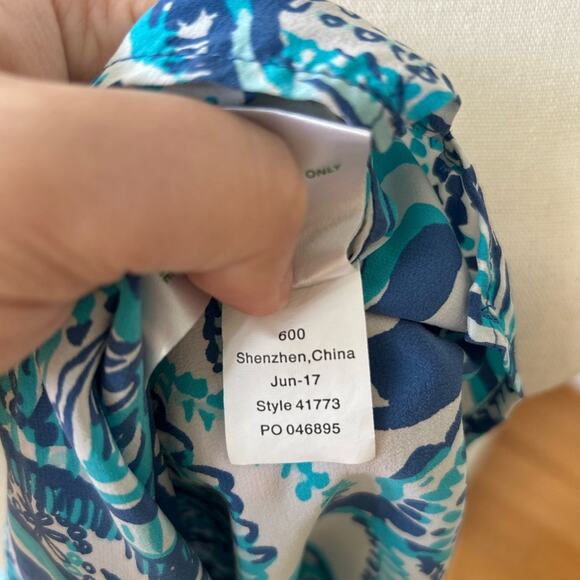 ONLY
600
Shenzhen,China
Jun-17
Style 41773
PO 046895